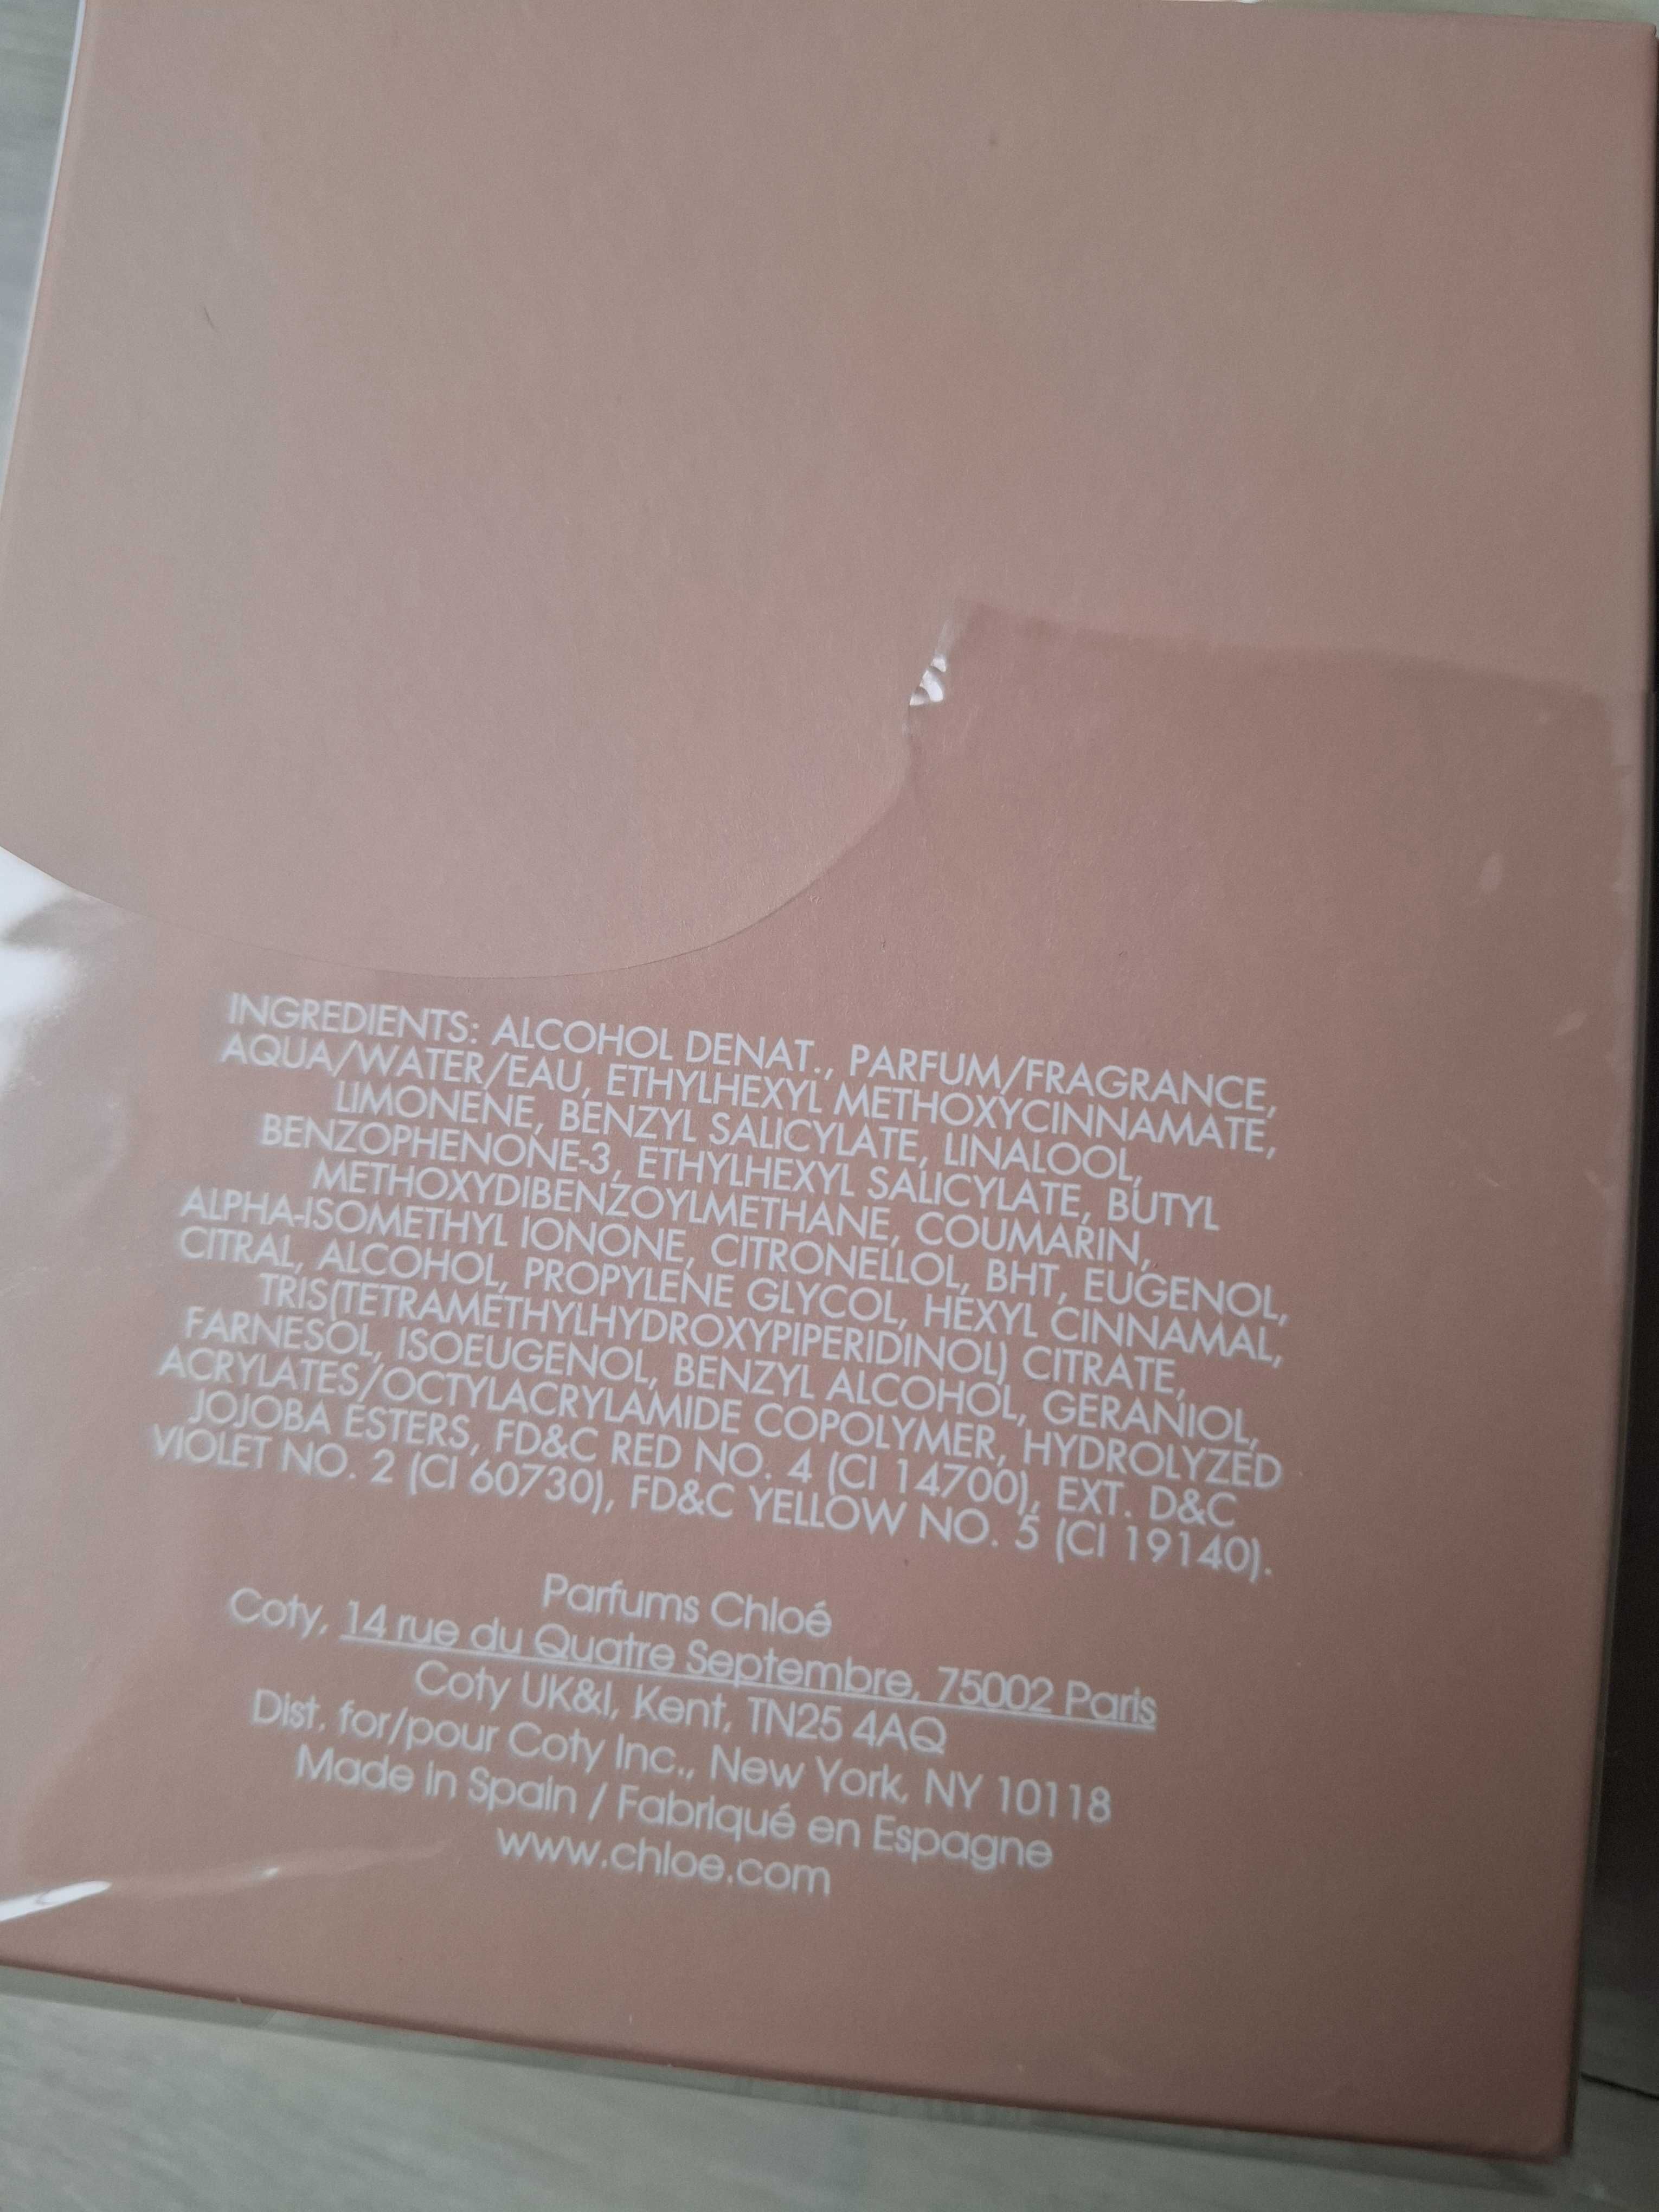 INGREDIENTS: ALCOHOL DENAT., PARFUM/FRAGRANCE,
AQUA/WATER/EAU, ETHYLHEXYL METHOXYCINNAMATE,
LIMONENE, BENZYL SALICYLATE, LINALOOL,
BENZOPHENONE-3, ETHYLHEXYL SALICYLATE, BUTYL
METHOXYDIBENZOYLMETHANE, COUMARIN,
ALPHA-ISOMETHYL IONONE, CITRONELLOL, BHT, EUGENOL,
CITRAL, ALCOHOL, PROPYLENE GLYCOL, HEXYL CINNAMAL,
TRIS(TETRAMETHYLHYDROXYPIPERIDINOL) CITRATE,
FARNESOL, ISOEUGENOL, BENZYL ALCOHOL, GERANIOL,
ACRYLATES/OCTYLACRYLAMIDE COPOLYMER, HYDROLYZED
JOJOBA ESTERS, FD&C RED NO. 4 (CI 14700), EXT. D&C
VIOLET NO. 2 (CI 60730), FD&C YELLOW NO. 5 (CI 19140).
Parfums Chloé
Coty, 14 rue du Quatre Septembre, 75002 Paris
Coty UK&I, Kent, TN25 4AQ
Dist. for/pour Coty Inc., New York, NY 10118
Made in Spain / Fabriqué en Espagne
www.chloe.com